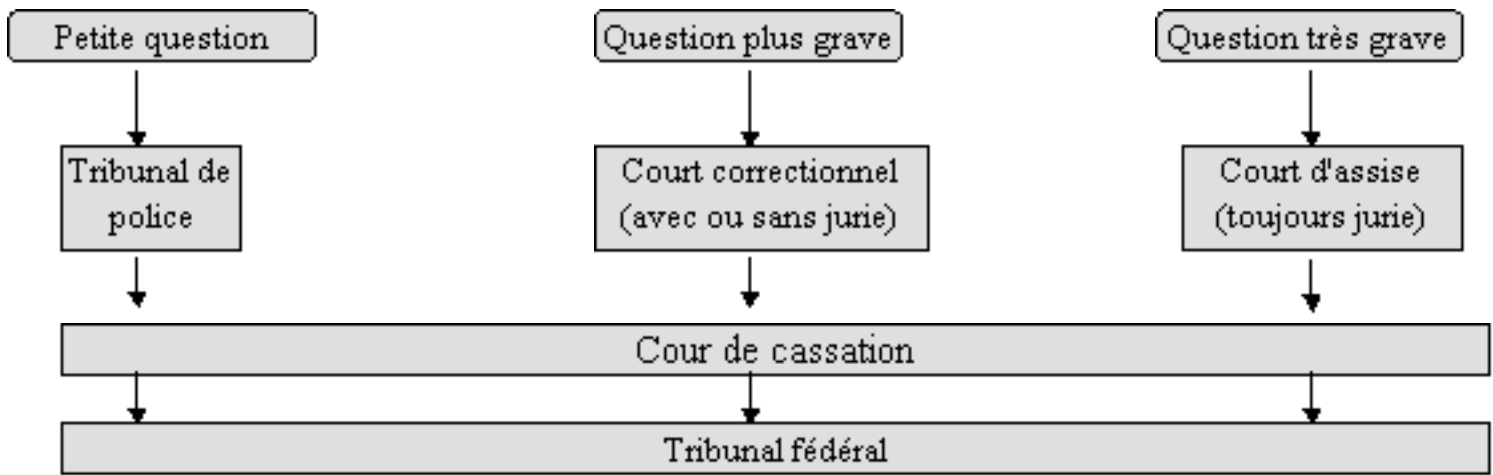 Petite question
Question plus grave
Question très grave
Tribunal de
police
Court correctionnel
(avec ou sans jurie)
Court d'assise
(toujours jurie)
Cour de cassation
Tribunal fédéral